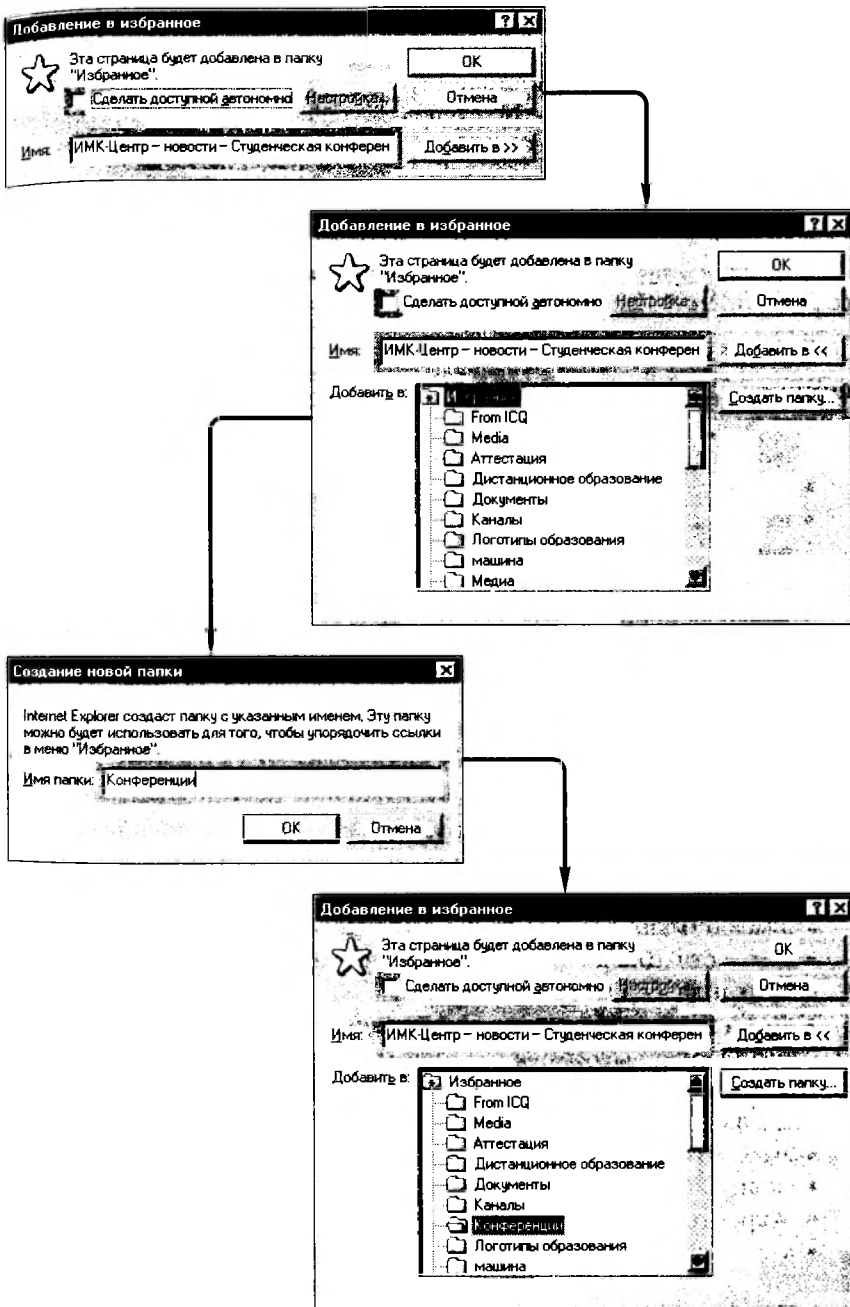 Добавление в избранное
Эта страница будет добавлена в папку
"Избранное".
OK
Сделать доступной автономно
Настройка...
Отмена
Имя:
ИМК-Центр – новости – Студенческая конферен
Добавить в >>
Добавление в избранное
Эта страница будет добавлена в папку
"Избранное".
OK
Сделать доступной автономно
Настройка...
Отмена
Имя:
ИМК-Центр – новости – Студенческая конферен
Добавить в <<
Добавить в:
Избранное
Создать папку...
From ICQ
Media
Аттестация
Дистанционное образование
Документы
Каналы
Логотипы образования
машина
Медиа
Создание новой папки
Internet Explorer создаст папку с указанным именем. Эту папку
можно будет использовать для того, чтобы упорядочить ссылки
в меню "Избранное".
Имя папки:
Конференции
OK
Отмена
Добавление в избранное
Эта страница будет добавлена в папку
"Избранное".
OK
Сделать доступной автономно
Настройка...
Отмена
Имя:
ИМК-Центр – новости – Студенческая конферен
Добавить в <<
Добавить в:
Избранное
Создать папку...
From ICQ
Media
Аттестация
Дистанционное образование
Документы
Каналы
Конференции
Логотипы образования
машина